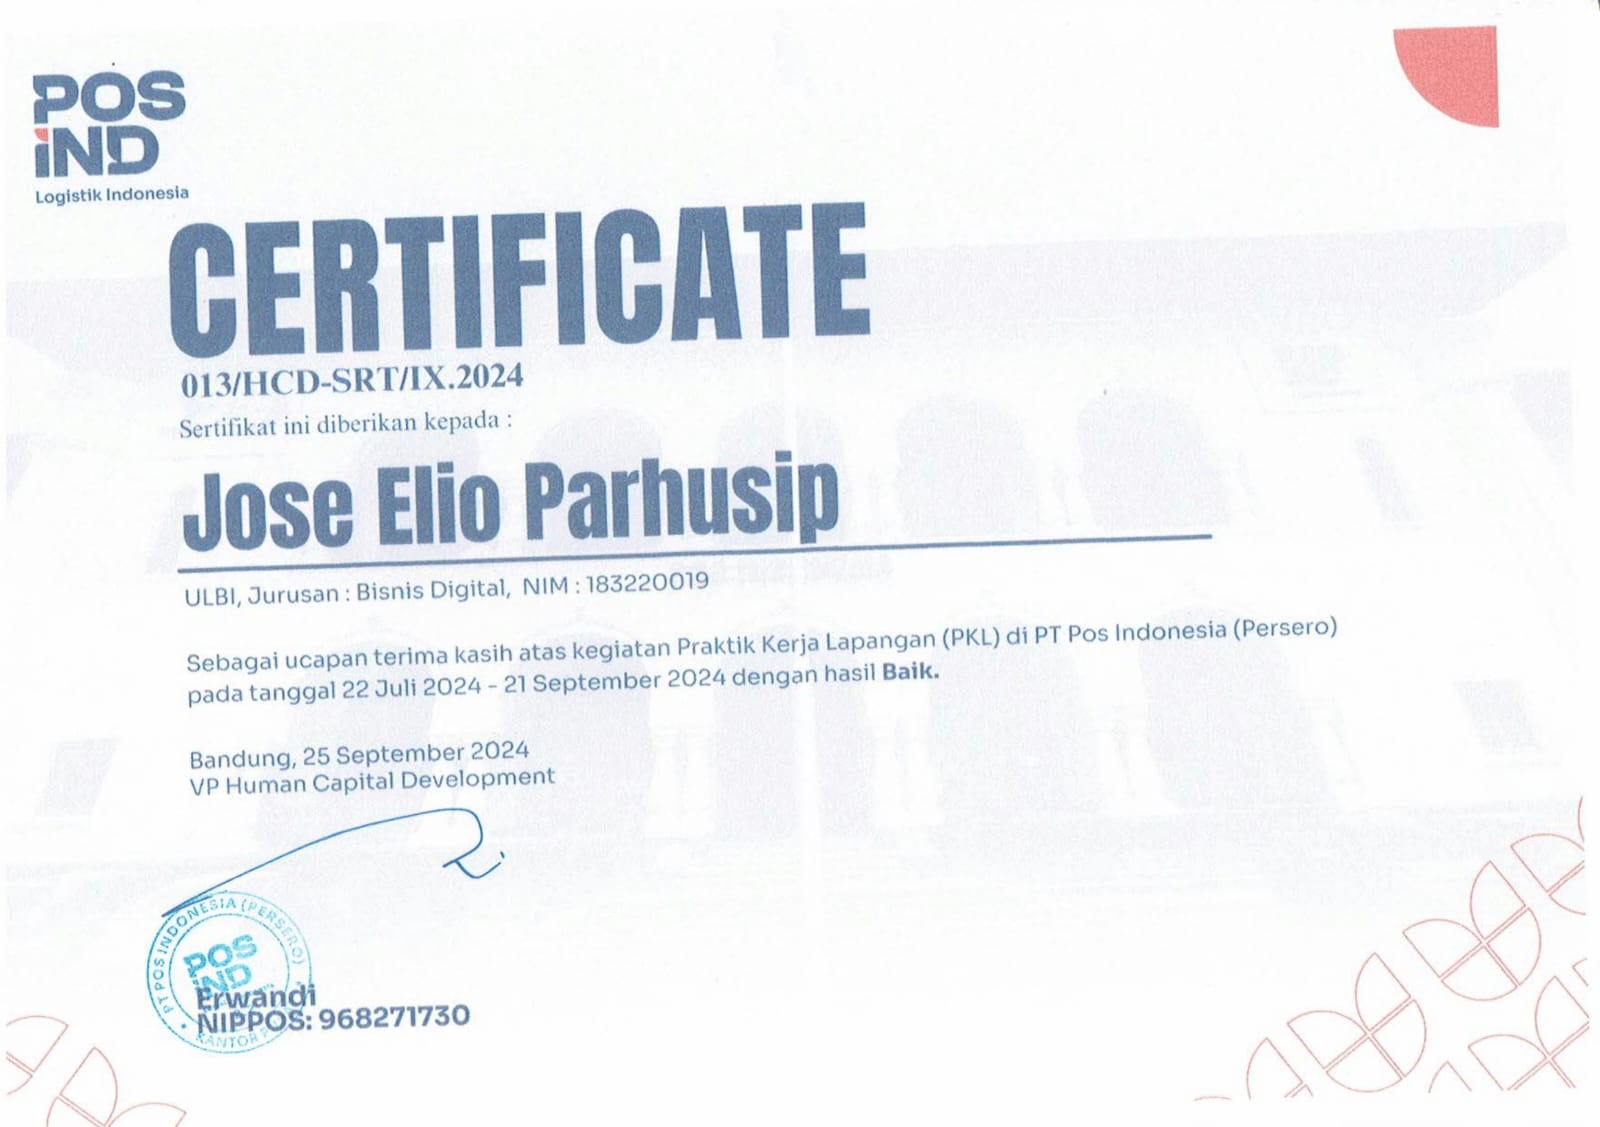 POS
IND
Logistik Indonesia
CERTIFICATE
013/HCD-SRT/IX.2024
Sertifikat ini diberikan kepada :
Jose Elio Parhusip
ULBI, Jurusan : Bisnis Digital, NIM : 183220019
Sebagai ucapan terima kasih atas kegiatan Praktik Kerja Lapangan (PKL) di PT Pos Indonesia (Persero)
pada tanggal 22 Juli 2024 - 21 September 2024 dengan hasil Baik.
Bandung, 25 September 2024
VP Human Capital Development
PT POS INDONESIA (PERSERO)
POS
IND
KANTOR
Erwandi
NIPPOS: 968271730